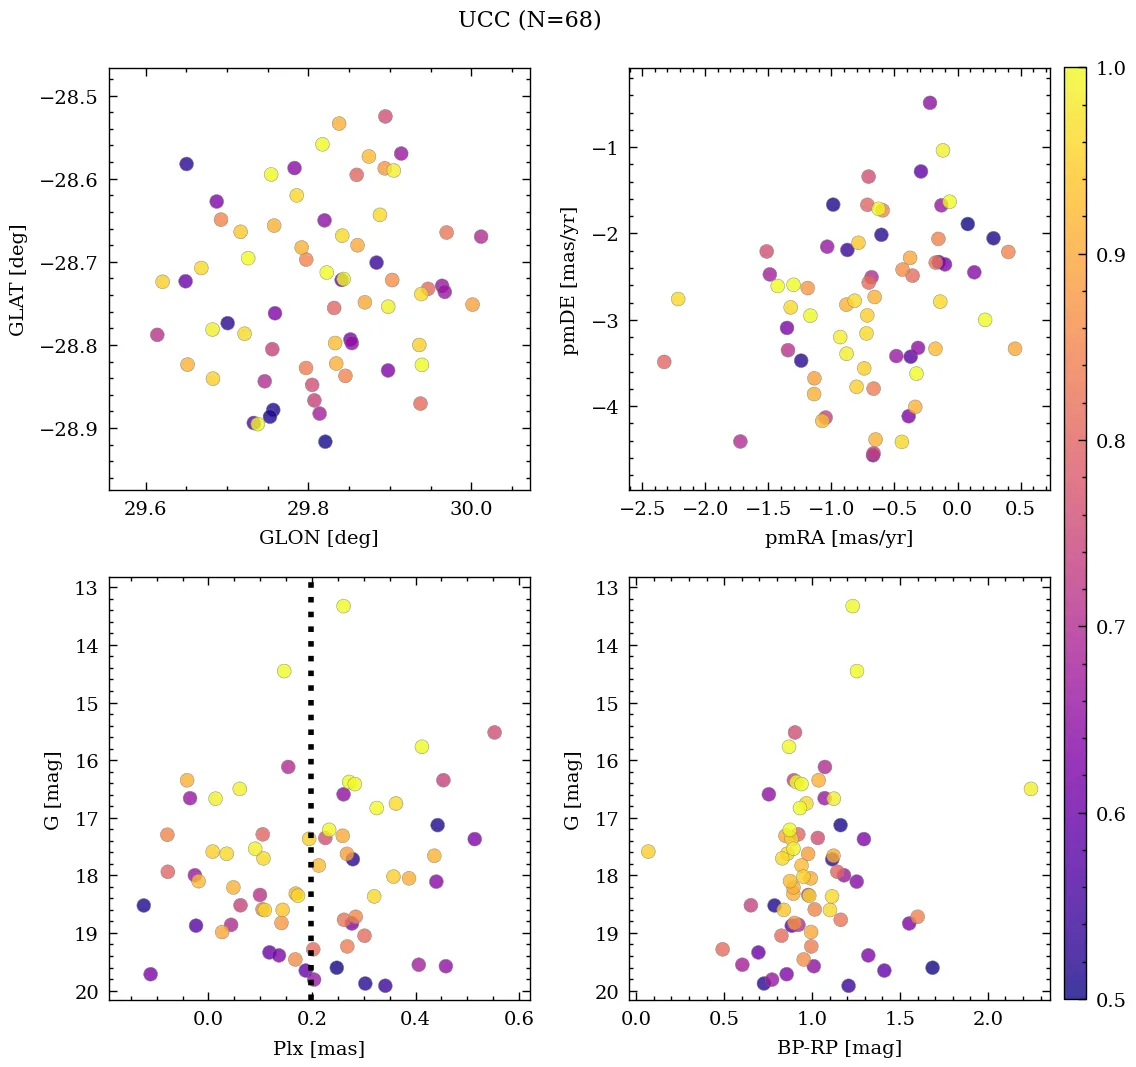 UCC (N=68)
−28.5
−28.6
−28.7
−28.8
−28.9
GLAT [deg]
29.6 29.8 30.0
GLON [deg]
−1
−2
−3
−4
pmDE [mas/yr]
−2.5 −2.0 −1.5 −1.0 −0.5 0.0 0.5
pmRA [mas/yr]
1.0
0.9
0.8
0.7
0.6
0.5
13
14
15
16
17
18
19
20
G [mag]
0.0 0.2 0.4 0.6
Plx [mas]
13
14
15
16
17
18
19
20
G [mag]
0.0 0.5 1.0 1.5 2.0
BP-RP [mag]